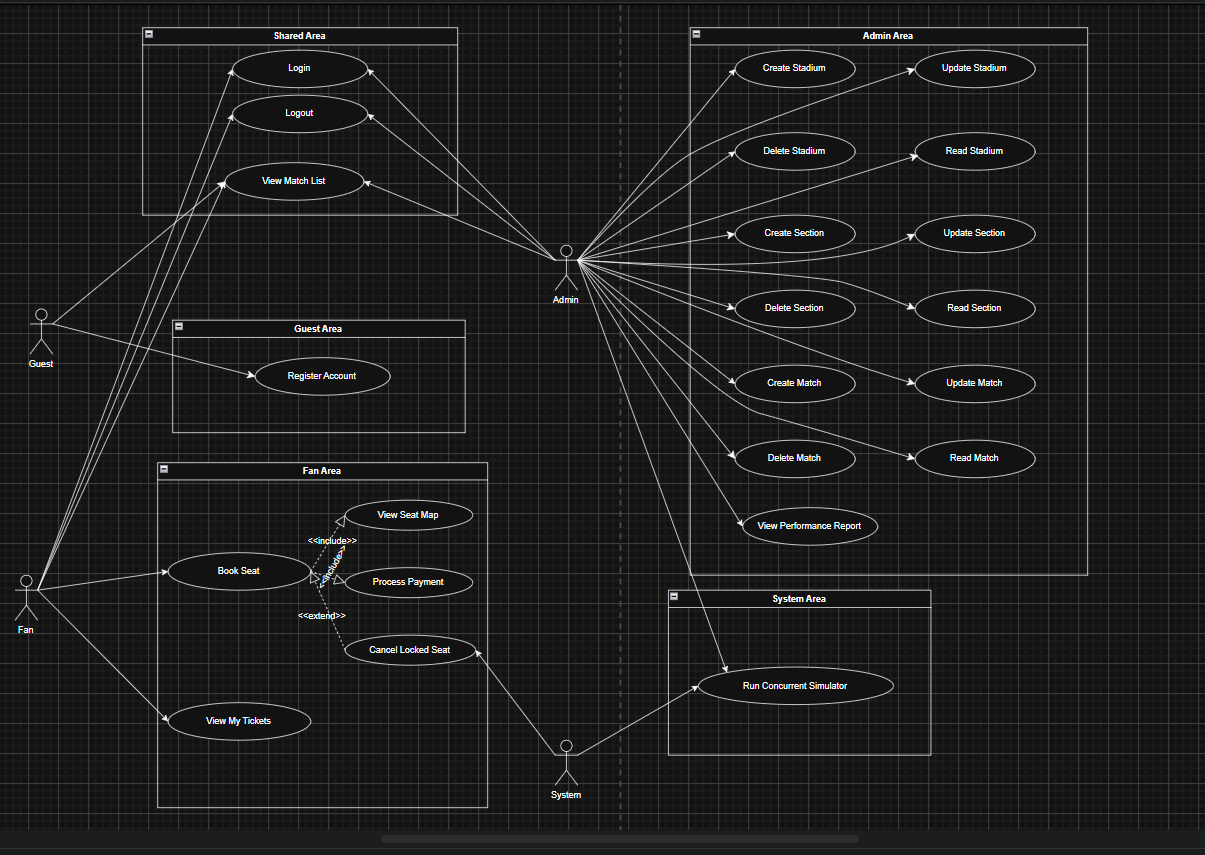 Shared Area
Login
Logout
View Match List
Admin Area
Create Stadium
Update Stadium
Delete Stadium
Read Stadium
Create Section
Update Section
Delete Section
Read Section
Create Match
Update Match
Delete Match
Read Match
View Performance Report
Admin
Guest
Guest Area
Register Account
Fan Area
View Seat Map
<<include>>
Book Seat
<<include>>
Process Payment
<<extend>>
Cancel Locked Seat
View My Tickets
Fan
System Area
Run Concurrent Simulator
System